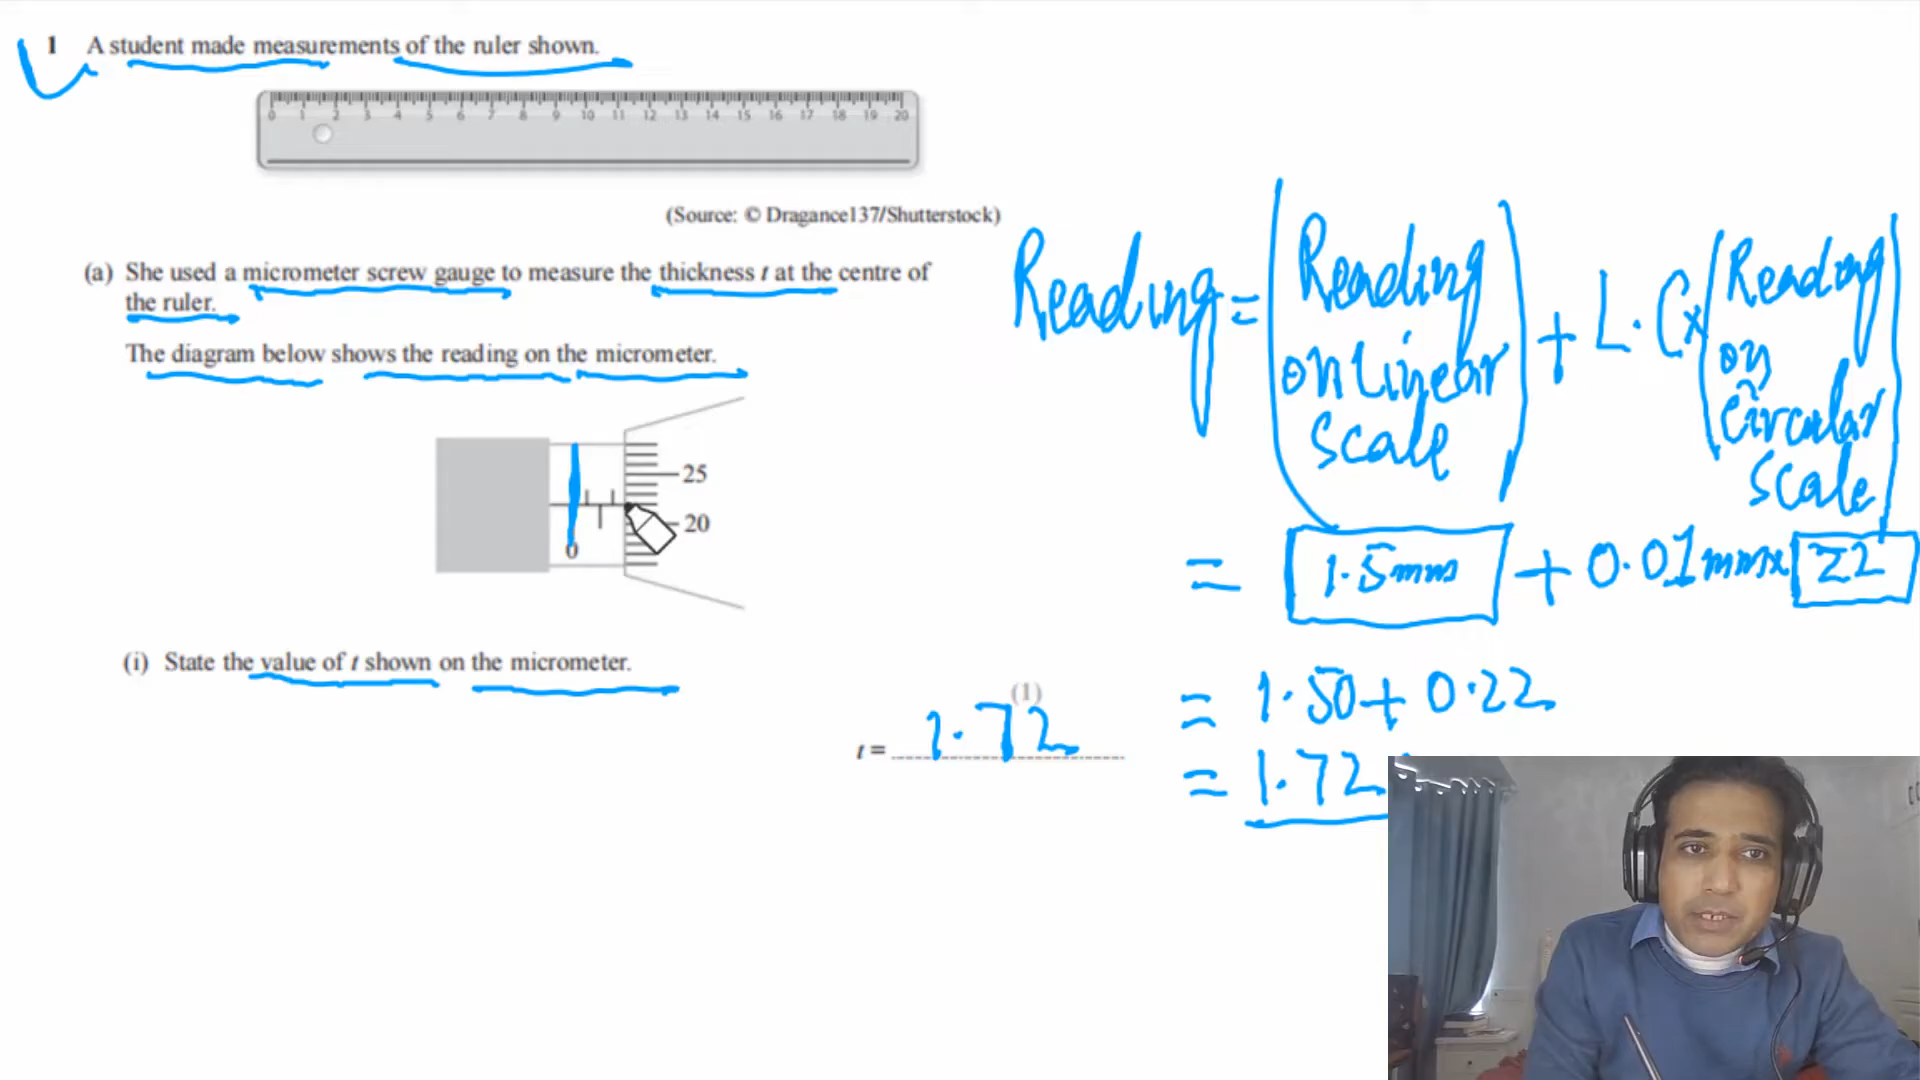 1 A student made measurements of the ruler shown.
0 1 2 3 4 5 6 7 8 9 10 11 12 13 14 15 16 17 18 19 20
(Source: © Dragance137/Shutterstock)
(a) She used a micrometer screw gauge to measure the thickness t at the centre of
the ruler.
The diagram below shows the reading on the micrometer.
25
20
0
(i) State the value of t shown on the micrometer.
(1)
t = 1.72
Reading = (Reading on linear scale) + L.C × (Reading on circular scale)
= 1.5mm + 0.01mm × 22
= 1.50 + 0.22
= 1.72